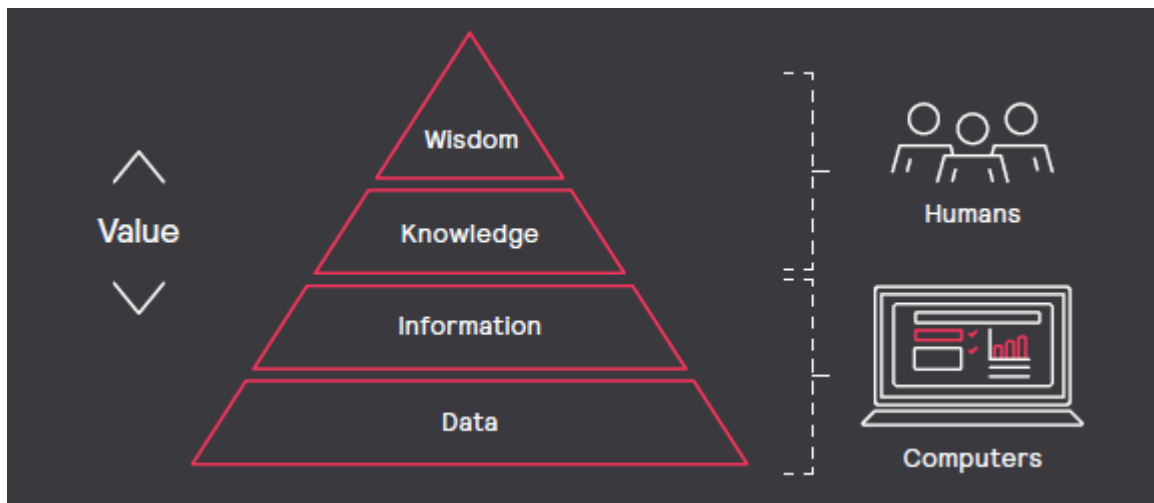 Wisdom
Value
Knowledge
Information
Data
Humans
Computers